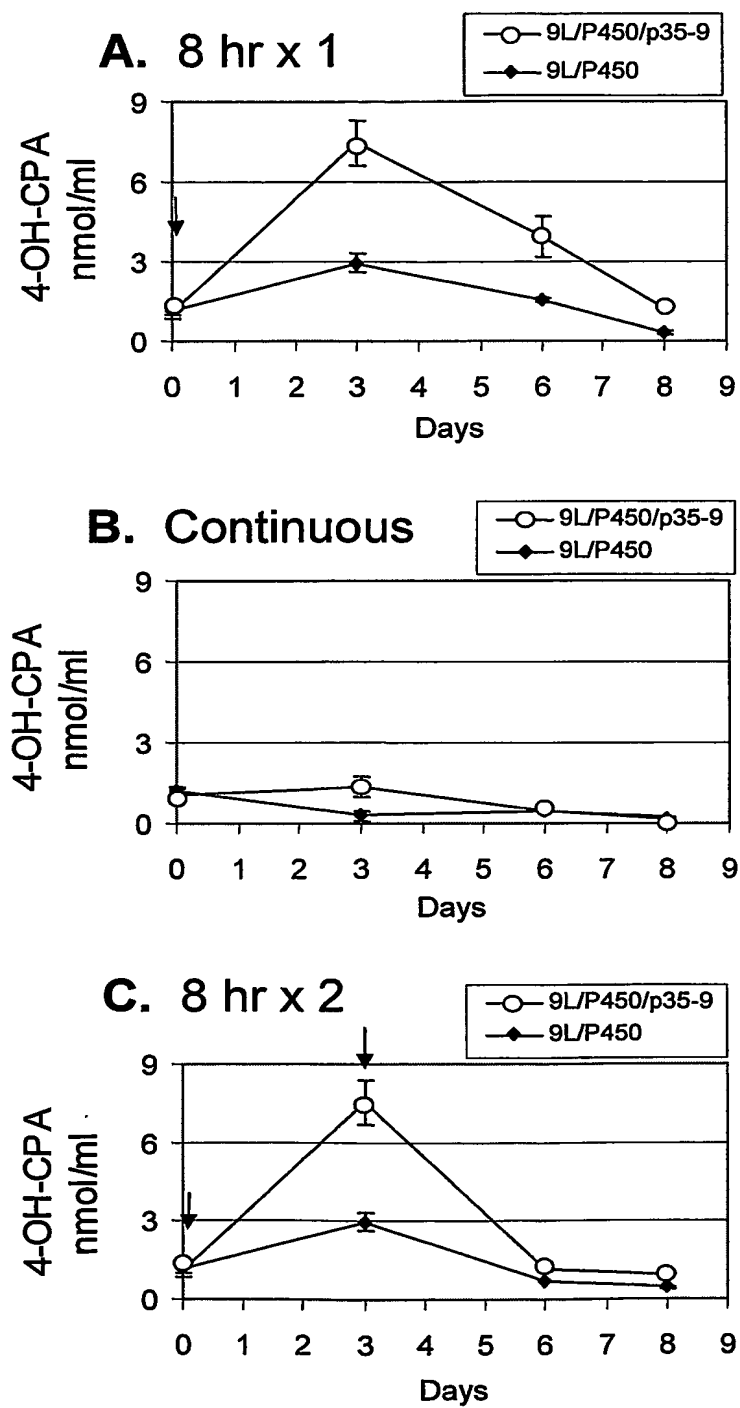 A. 8 hr x 1
9L/P450/p35-9
9L/P450
4-OH-CPA
nmol/ml
9
6
3
0
0 1 2 3 4 5 6 7 8 9
Days
B. Continuous
9L/P450/p35-9
9L/P450
4-OH-CPA
nmol/ml
9
6
3
0
0 1 2 3 4 5 6 7 8 9
Days
C. 8 hr x 2
9L/P450/p35-9
9L/P450
4-OH-CPA
nmol/ml
9
6
3
0
0 1 2 3 4 5 6 7 8 9
Days